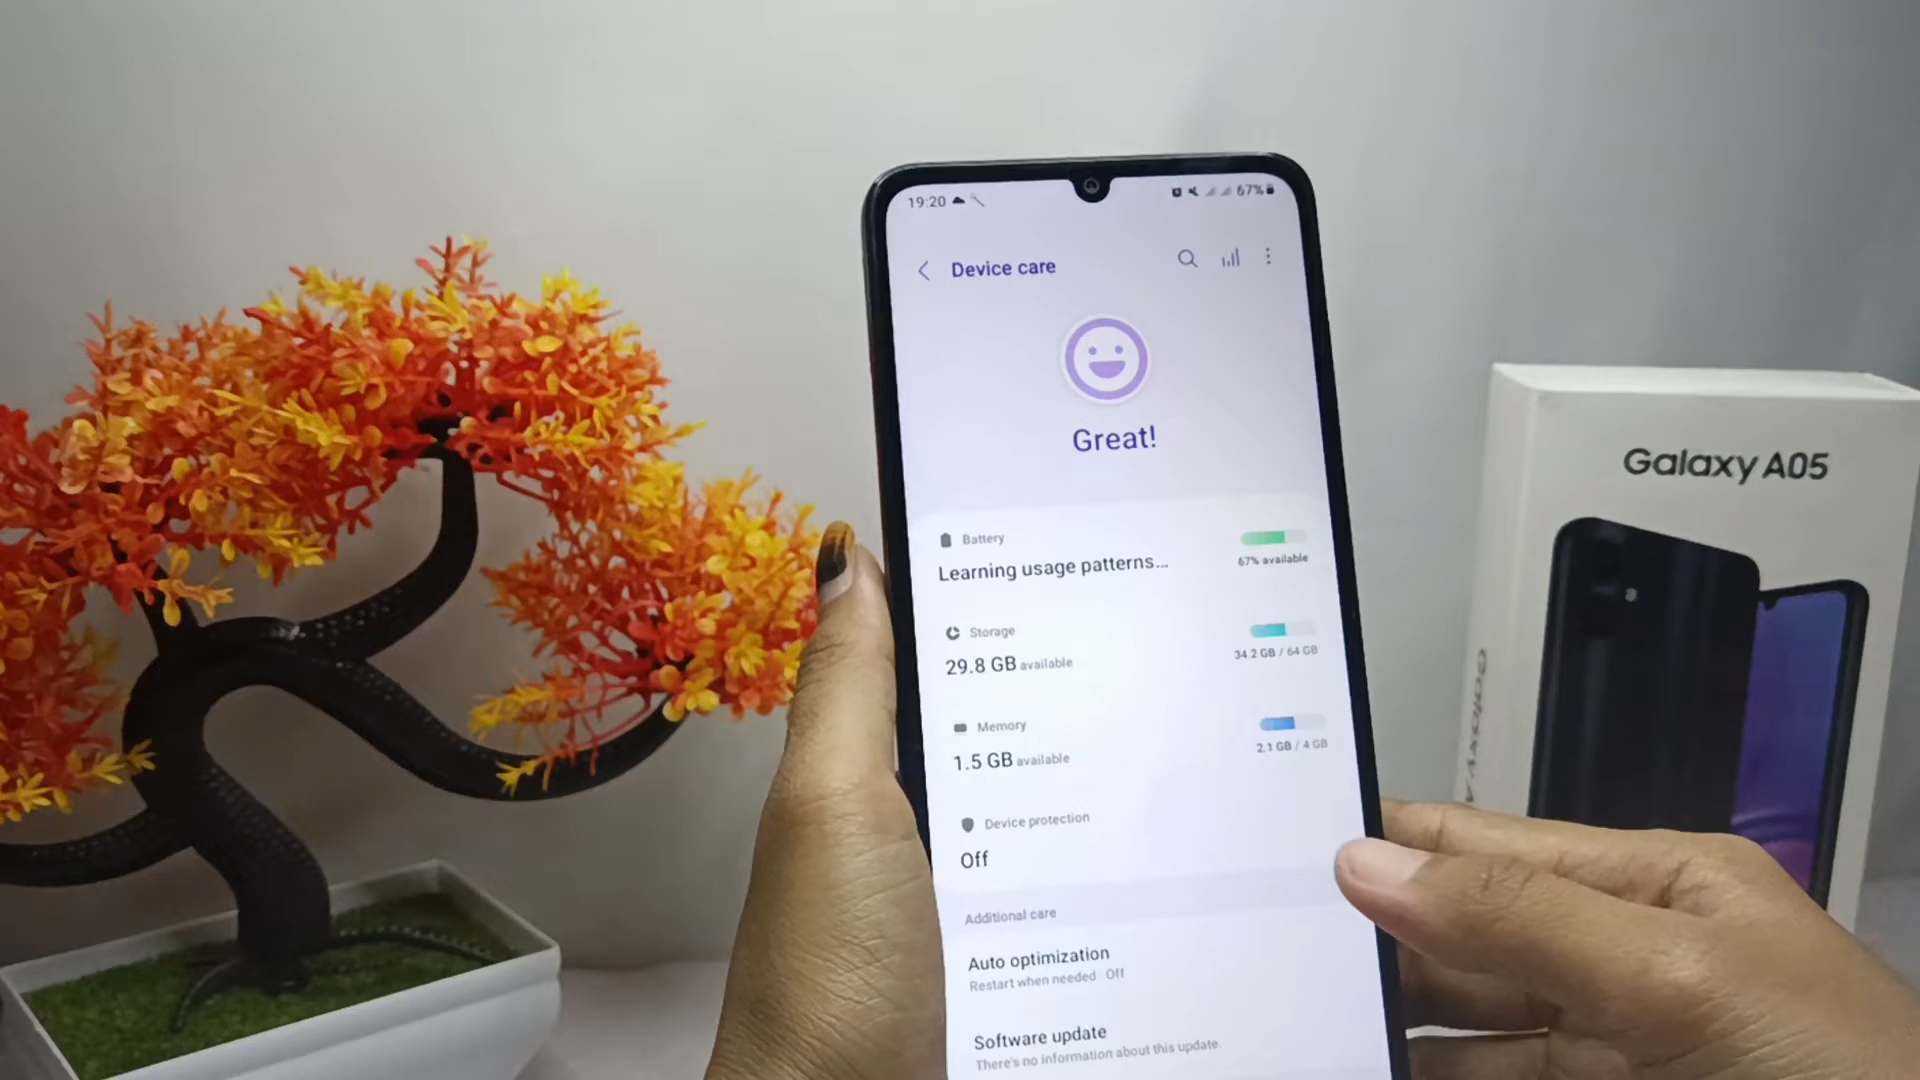 19:20
67%
Device care
Great!
Battery
Learning usage patterns...
67% available
Storage
29.8 GB available
34.2 GB / 64 GB
Memory
1.5 GB available
2.1 GB / 4 GB
Device protection
Off
Additional care
Auto optimization
Restart when needed Off
Software update
There's no information about this update.
Galaxy A05
Galaxy A